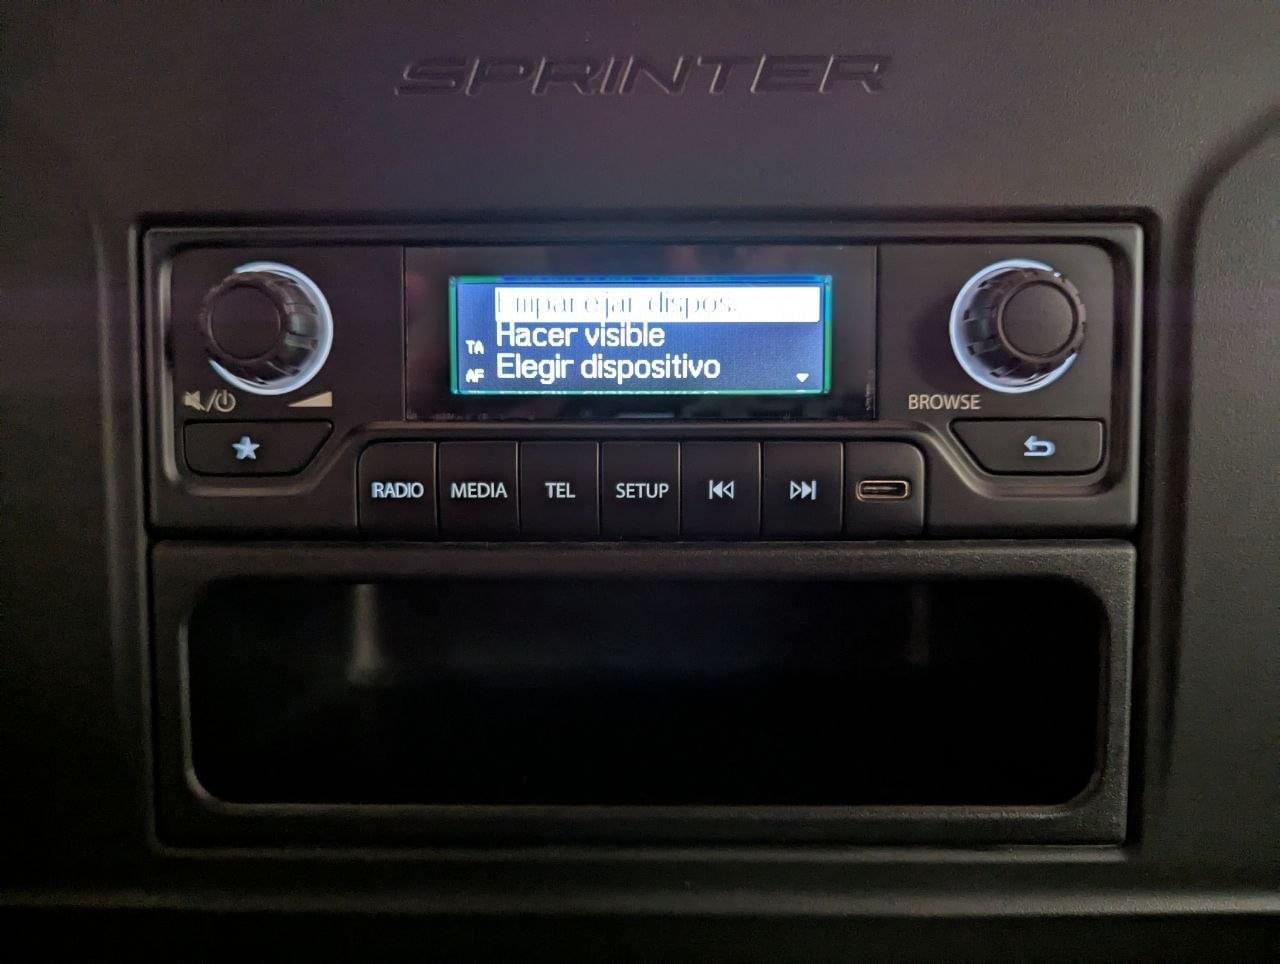 SPRINTER
Emparejar dispos.
Hacer visible
TA
Elegir dispositivo
AF
BROWSE
RADIO
MEDIA
TEL
SETUP